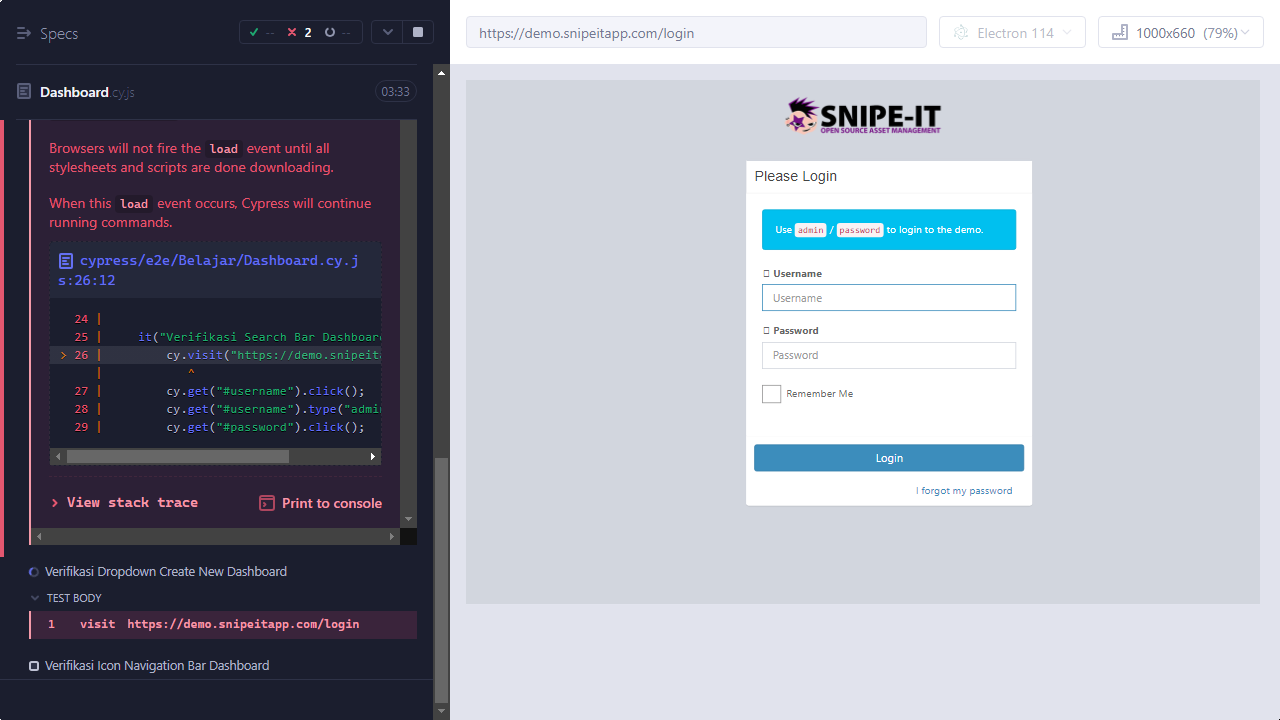 Specs
-- 2 --
https://demo.snipeitapp.com/login
Electron 114
1000x660 (79%)
Dashboard.cy.js
03:33
Browsers will not fire the load event until all
stylesheets and scripts are done downloading.
When this load event occurs, Cypress will continue
running commands.
cypress/e2e/Belajar/Dashboard.cy.j
s:26:12
24 |
25 | it("Verifikasi Search Bar Dashboard
> 26 | cy.visit("https://demo.snipeita
| ^
27 | cy.get("#username").click();
28 | cy.get("#username").type("admi
29 | cy.get("#password").click();
> View stack trace
Print to console
Verifikasi Dropdown Create New Dashboard
TEST BODY
1 visit https://demo.snipeitapp.com/login
Verifikasi Icon Navigation Bar Dashboard
SNIPE-IT
OPEN SOURCE ASSET MANAGEMENT
Please Login
Use admin / password to login to the demo.
Username
Username
Password
Password
Remember Me
Login
I forgot my password